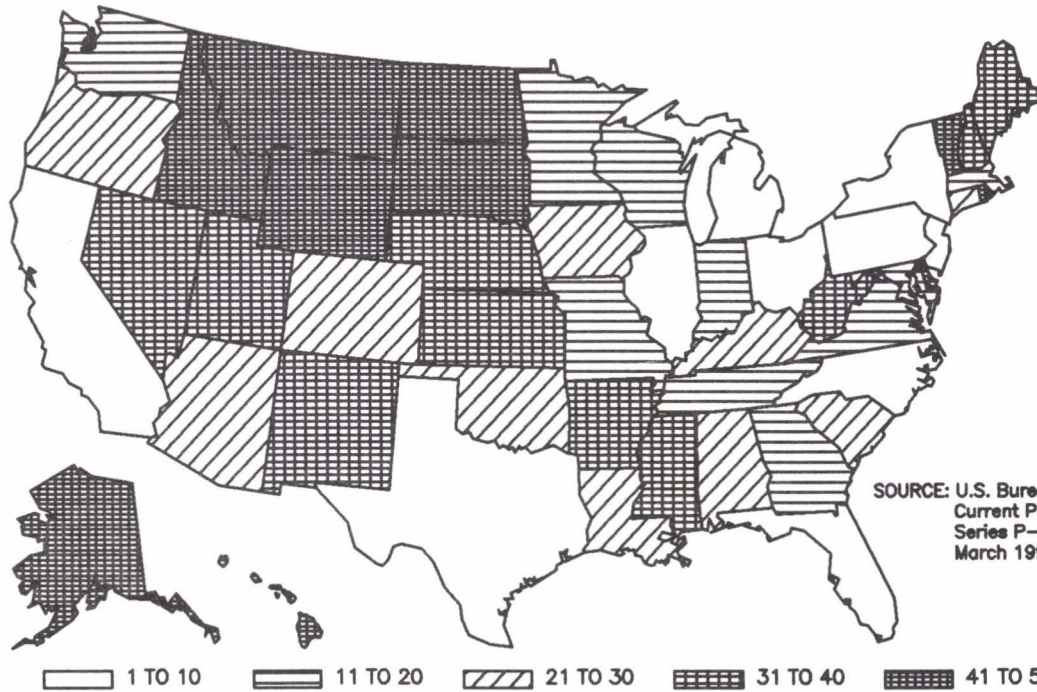 SOURCE: U.S. Bure
Current P
Series P-
March 19
1 TO 10
11 TO 20
21 TO 30
31 TO 40
41 TO 5